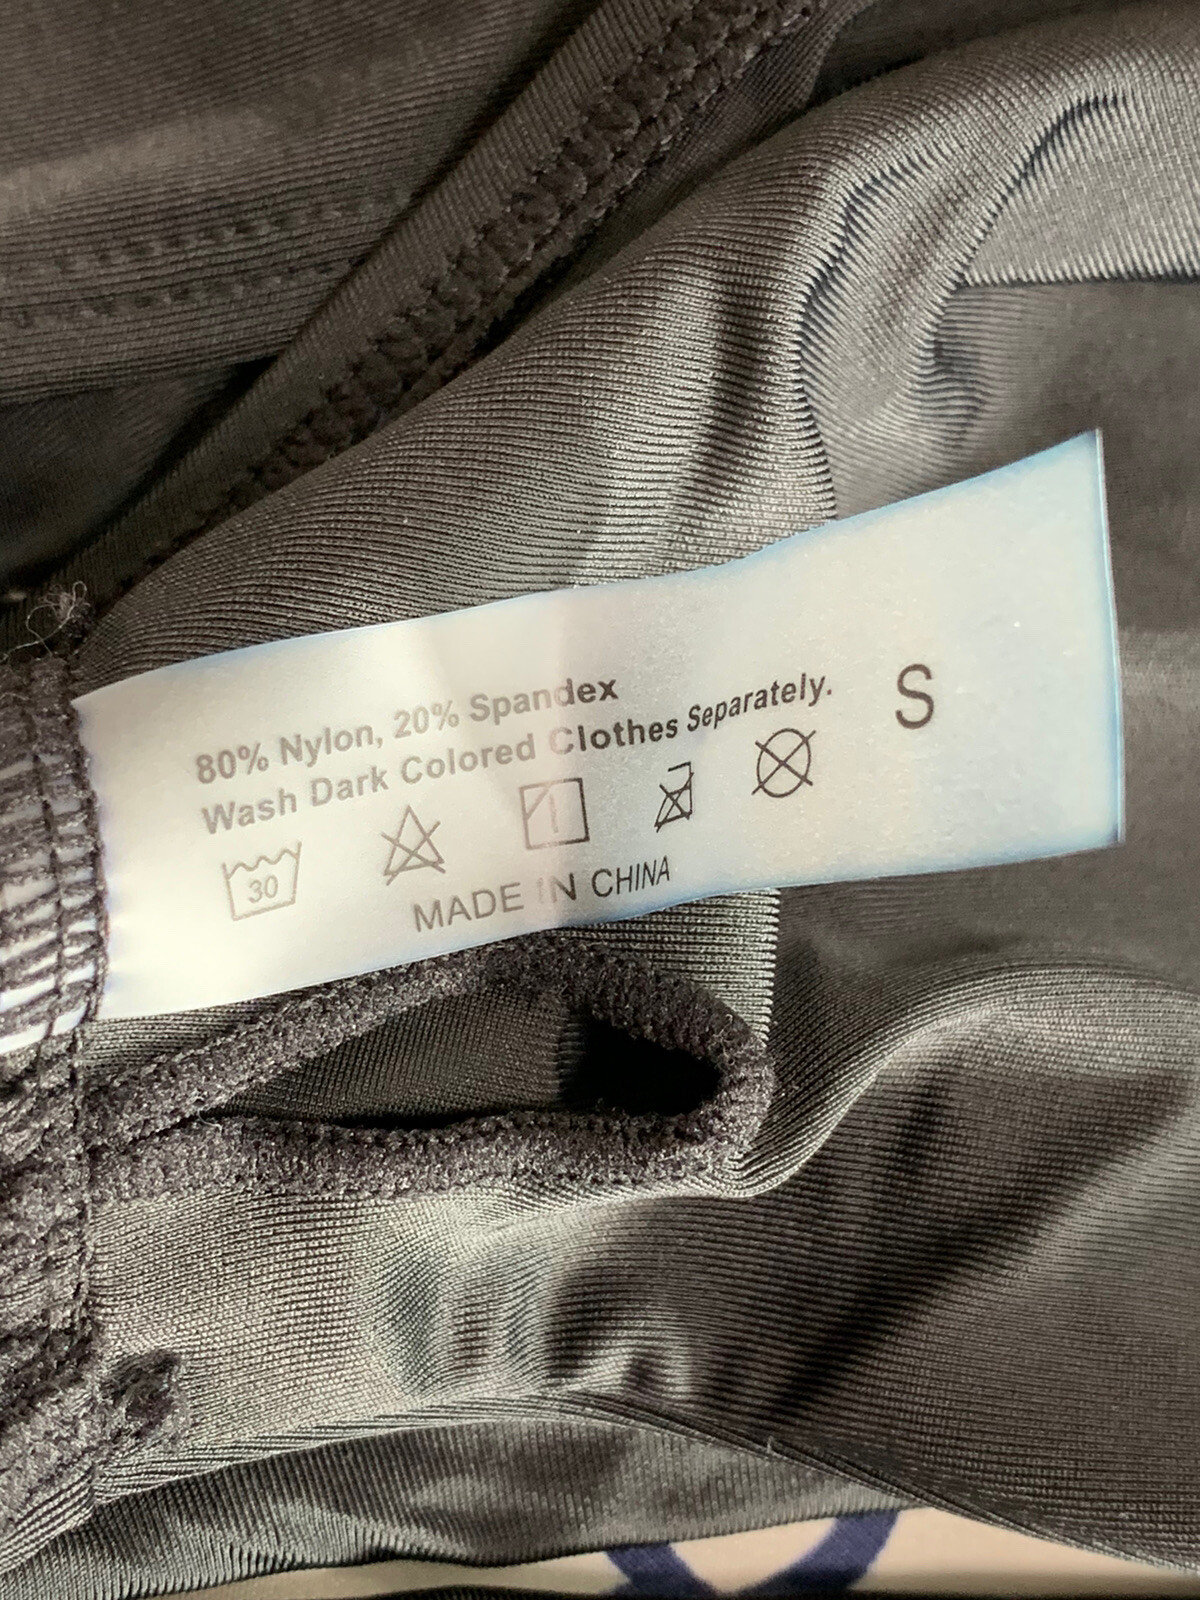 80% Nylon, 20% Spandex
Wash Dark Colored Clothes Separately.
S
30
MADE IN CHINA